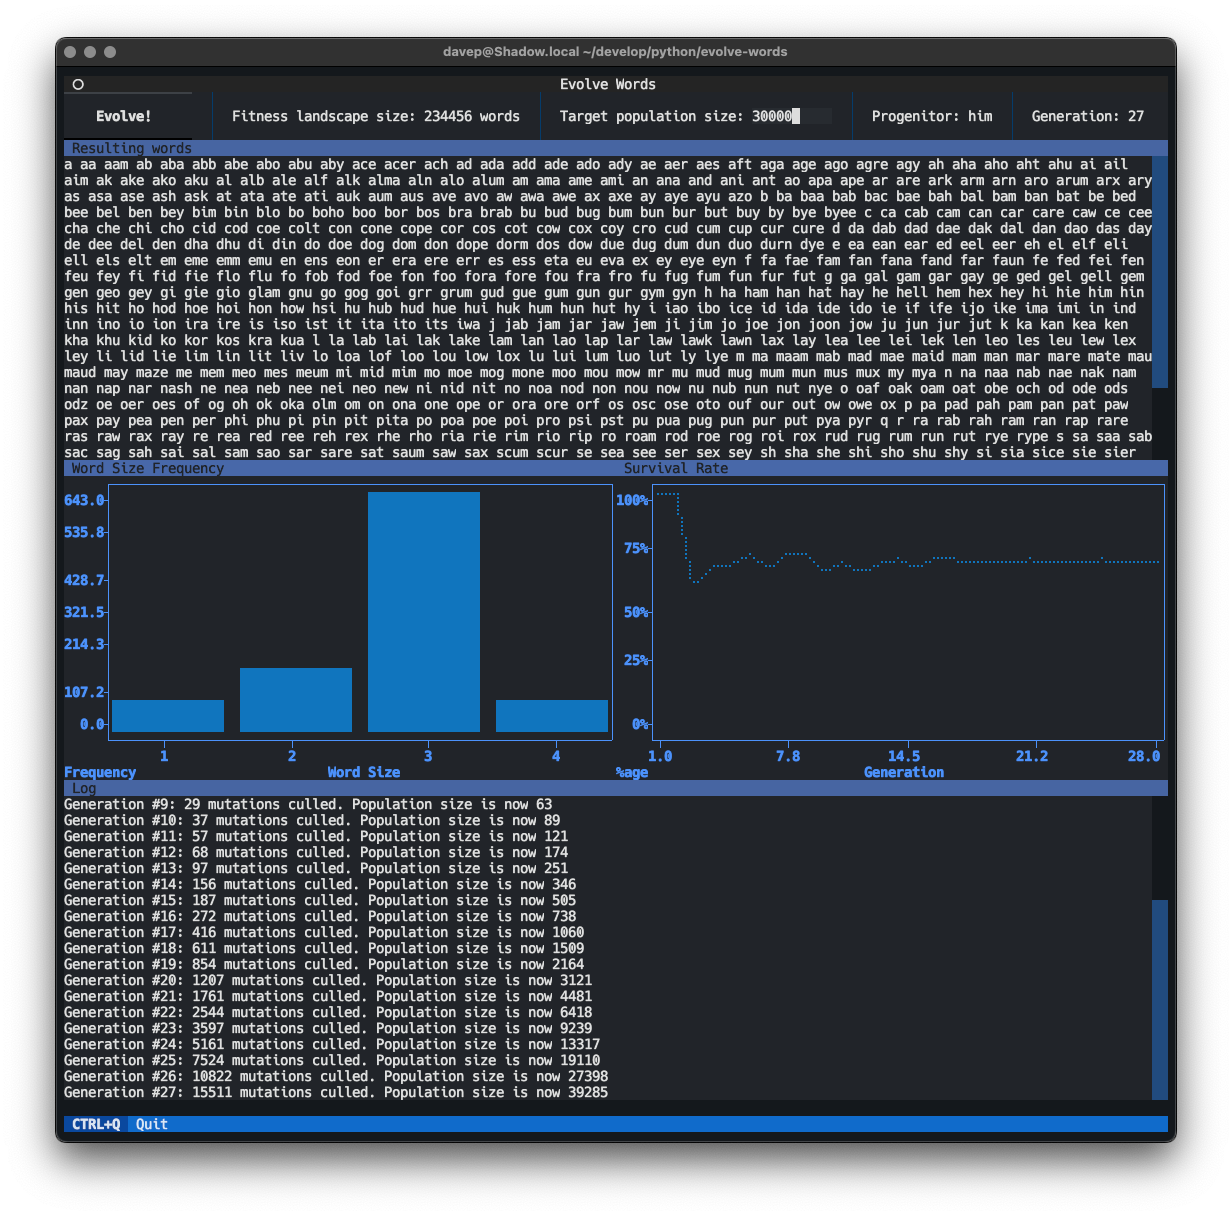 davep@Shadow.local ~/develop/python/evolve-words
Evolve Words
Evolve! Fitness landscape size: 234456 words Target population size: 30000 Progenitor: him Generation: 27
Resulting words
a aa aam ab aba abb abe abo abu aby ace acer ach ad ada add ade ado ady ae aer aes aft aga age ago agre agy ah aha aho aht ahu ai ail
aim ak ake ako aku al alb ale alf alk alma aln alo alum am ama ame ami an ana and ani ant ao apa ape ar are ark arm arn aro arum arx ary
as asa ase ash ask at ata ate ati auk aum aus ave avo aw awa awe ax axe ay aye ayu azo b ba baa bab bac bae bah bal bam ban bat be bed
bee bel ben bey bim bin blo bo boho boo bor bos bra brab bu bud bug bum bun bur but buy by bye byee c ca cab cam can car care caw ce cee
cha che chi cho cid cod coe colt con cone cope cor cos cot cow cox coy cro cud cum cup cur cure d da dab dad dae dak dal dan dao das day
de dee del den dha dhu di din do doe dog dom don dope dorm dos dow due dug dum dun duo durn dye e ea ean ear ed eel eer eh el elf eli
ell els elt em eme emm emu en ens eon er era ere err es ess eta eu eva ex ey eye eyn f fa fae fam fan fana fand far faun fe fed fei fen
feu fey fi fid fie flo flu fo fob fod foe fon foo fora fore fou fra fro fu fug fum fun fur fut g ga gal gam gar gay ge ged gel gell gem
gen geo gey gi gie gio glam gnu go gog goi grr grum gud gue gum gun gur gym gyn h ha ham han hat hay he hell hem hex hey hi hie him hin
his hit ho hod hoe hoi hon how hsi hu hub hud hue hui huk hum hun hut hy i iao ibo ice id ida ide ido ie if ife ijo ike ima imi in ind
inn ino io ion ira ire is iso ist it ita ito its iwa j jab jam jar jaw jem ji jim jo joe jon joon jow ju jun jur jut k ka kan kea ken
kha khu kid ko kor kos kra kua l la lab lai lak lake lam lan lao lap lar law lawk lawn lax lay lea lee lei lek len leo les leu lew lex
ley li lid lie lim lin lit liv lo loa lof loo lou low lox lu lui lum luo lut ly lye m ma maam mab mad mae maid mam man mar mare mate mau
maud may maze me mem meo mes meum mi mid mim mo moe mog mone moo mou mow mr mu mud mug mum mun mus mux my mya n na naa nab nae nak nam
nan nap nar nash ne nea neb nee nei neo new ni nid nit no noa nod non nou now nu nub nun nut nye o oaf oak oam oat obe och od ode ods
odz oe oer oes of og oh ok oka olm om on ona one ope or ora ore orf os osc ose oto ouf our out ow owe ox p pa pad pah pam pan pat paw
pax pay pea pen per phi phu pi pin pit pita po poa poe poi pro psi pst pu pua pug pun pur put pya pyr q r ra rab rah ram ran rap rare
ras raw rax ray re rea red ree reh rex rhe rho ria rie rim rio rip ro roam rod roe rog roi rox rud rug rum run rut rye rype s sa saa sab
sac sag sah sai sal sam sao sar sare sat saum saw sax scum scur se sea see ser sex sey sh sha she shi sho shu shy si sia sice sie sier
Word Size Frequency
643.0
535.8
428.7
321.5
214.3
107.2
0.0
1 2 3 4
Frequency Word Size
Survival Rate
100%
75%
50%
25%
0%
1.0 7.8 14.5 21.2 28.0
%age Generation
Log
Generation #9: 29 mutations culled. Population size is now 63
Generation #10: 37 mutations culled. Population size is now 89
Generation #11: 57 mutations culled. Population size is now 121
Generation #12: 68 mutations culled. Population size is now 174
Generation #13: 97 mutations culled. Population size is now 251
Generation #14: 156 mutations culled. Population size is now 346
Generation #15: 187 mutations culled. Population size is now 505
Generation #16: 272 mutations culled. Population size is now 738
Generation #17: 416 mutations culled. Population size is now 1060
Generation #18: 611 mutations culled. Population size is now 1509
Generation #19: 854 mutations culled. Population size is now 2164
Generation #20: 1207 mutations culled. Population size is now 3121
Generation #21: 1761 mutations culled. Population size is now 4481
Generation #22: 2544 mutations culled. Population size is now 6418
Generation #23: 3597 mutations culled. Population size is now 9239
Generation #24: 5161 mutations culled. Population size is now 13317
Generation #25: 7524 mutations culled. Population size is now 19110
Generation #26: 10822 mutations culled. Population size is now 27398
Generation #27: 15511 mutations culled. Population size is now 39285
CTRL+Q Quit